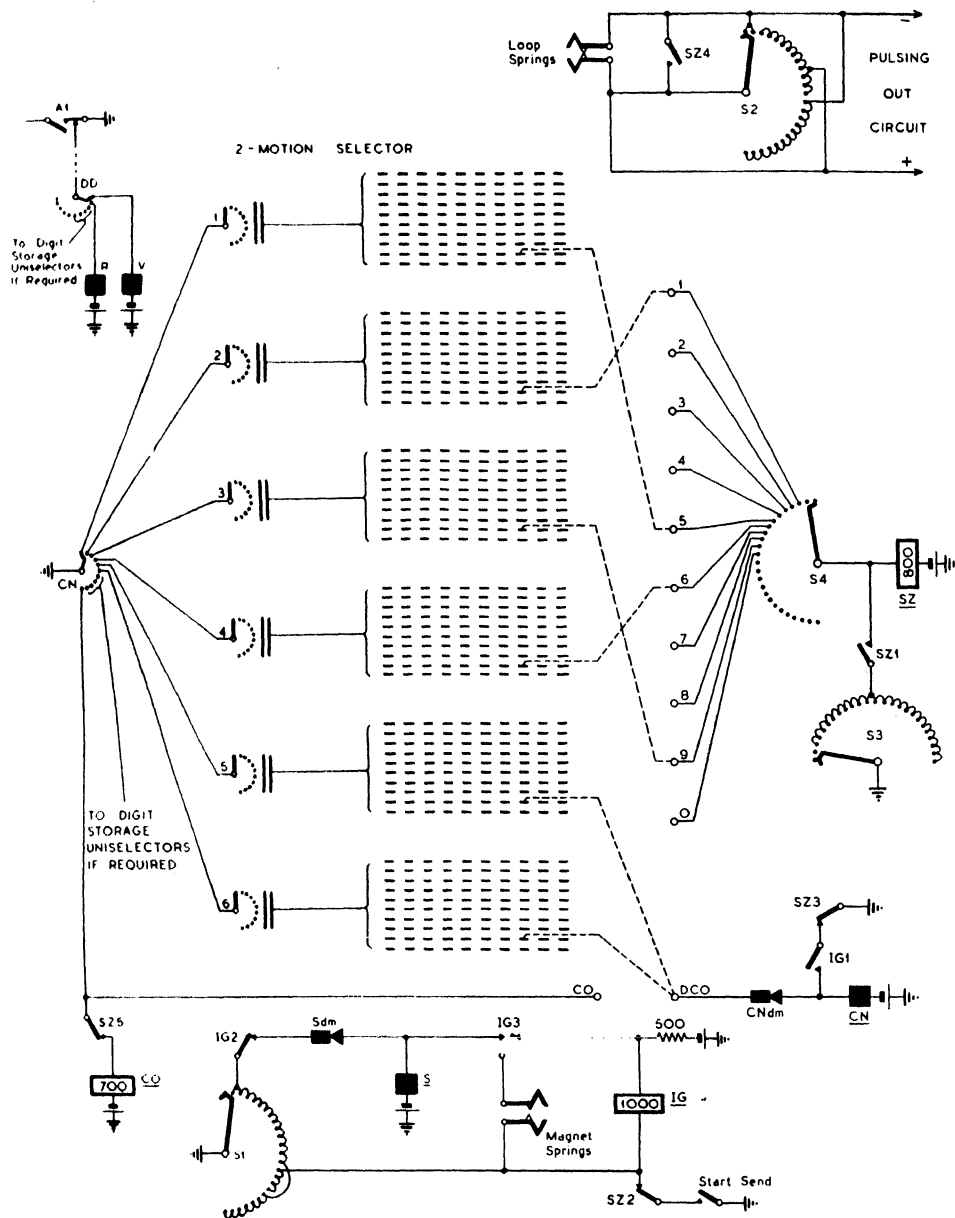 Loop
Springs
SZ4
S2
–
PULSING
OUT
CIRCUIT
+
A1
DD
To Digit
Storage
Uniselectors
If Required
R
V
2-MOTION SELECTOR
1
2
3
4
5
6
CN
1
2
3
4
5
6
7
8
9
O
S4
800
SZ
SZ1
S3
TO DIGIT
STORAGE
UNISELECTORS
IF REQUIRED
CO
DCO
CNdm
CN
SZ3
IG1
SZ5
700
CO
IG2
Sdm
S
S1
IG3
Magnet
Springs
500
1000
IG
SZ2
Start Send